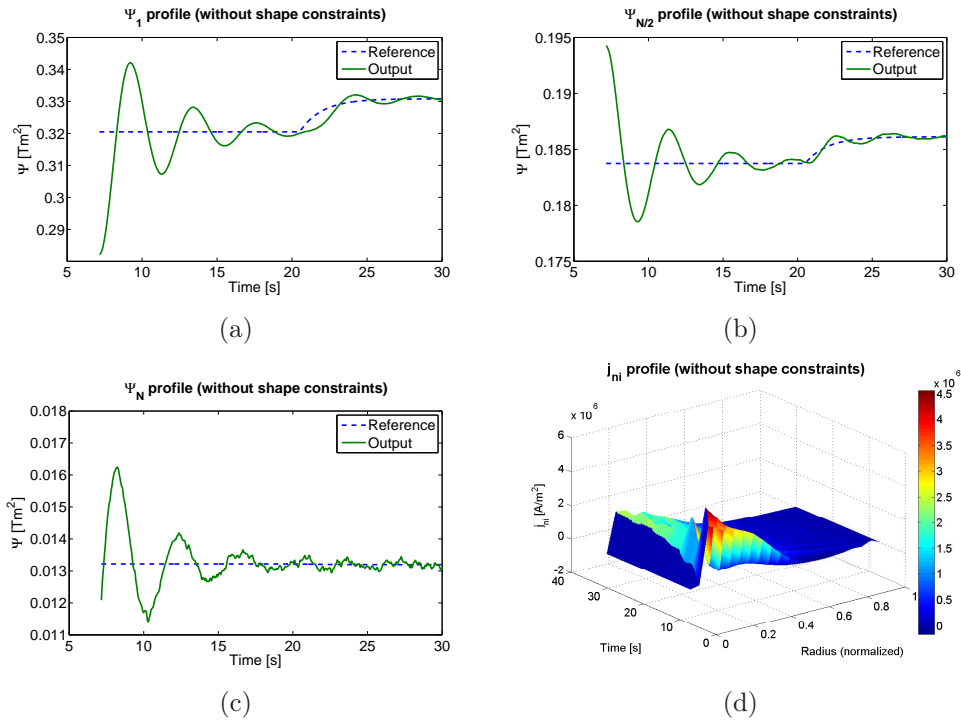 Ψ1 profile (without shape constraints)
0.35
0.34
0.33
0.32
0.31
0.3
0.29
Ψ [Tm2]
Reference
Output
5 10 15 20 25 30
Time [s]
(a)
ΨN/2 profile (without shape constraints)
0.195
0.19
0.185
0.18
0.175
Ψ [Tm2]
Reference
Output
5 10 15 20 25 30
Time [s]
(b)
ΨN profile (without shape constraints)
0.018
0.017
0.016
0.015
0.014
0.013
0.012
0.011
Ψ [Tm2]
Reference
Output
5 10 15 20 25 30
Time [s]
(c)
jni profile (without shape constraints)
x 10^6
6
4
2
0
-2
jni [A/m2]
40 30 20 10 0
Time [s]
0 0.2 0.4 0.6 0.8 1
Radius (normalized)
x 10^6
4.5
4
3.5
3
2.5
2
1.5
1
0.5
0
(d)